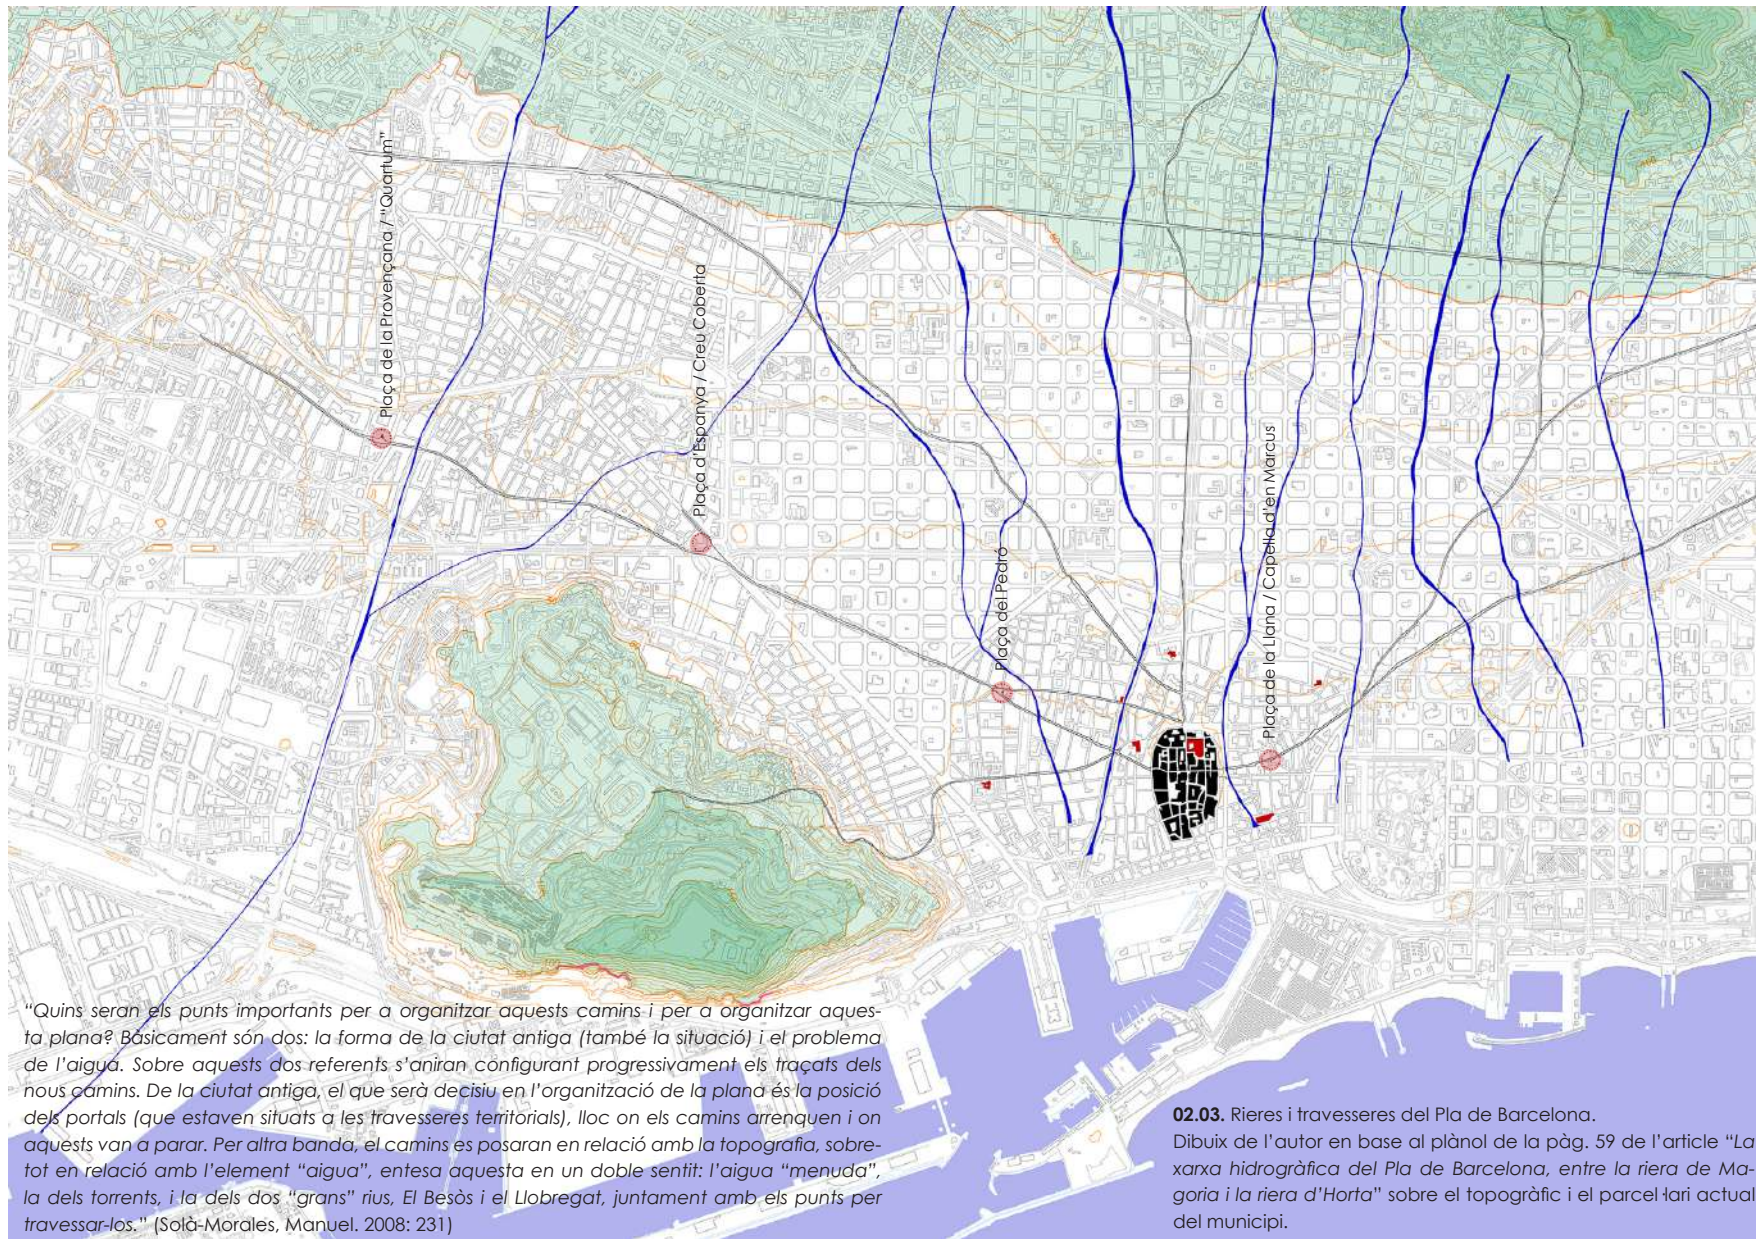 Plaça de la Provençana / "Quartum"
Plaça d'Espanya / Creu Coberta
Plaça del Pedró
Plaça de la Llana / Capella d'en Marcus
"Quins seran els punts importants per a organitzar aquests camins i per a organitzar aques-
ta plana? Bàsicament són dos: la forma de la ciutat antiga (també la situació) i el problema
de l'aigua. Sobre aquests dos referents s'aniran configurant progressivament els traçats dels
nous camins. De la ciutat antiga, el que serà decisiu en l'organització de la plana és la posició
dels portals (que estaven situats a les travesseres territorials), lloc on els camins arrenquen i on
aquests van a parar. Per altra banda, el camins es posaran en relació amb la topografia, sobre-
tot en relació amb l'element "aigua", entesa aquesta en un doble sentit: l'aigua "menuda",
la dels torrents, i la dels dos "grans" rius, El Besòs i el Llobregat, juntament amb els punts per
travessar-los." (Solà-Morales, Manuel. 2008: 231)
02.03. Rieres i travesseres del Pla de Barcelona.
Dibuix de l'autor en base al plànol de la pàg. 59 de l'article "La
xarxa hidrogràfica del Pla de Barcelona, entre la riera de Ma-
goria i la riera d'Horta" sobre el topogràfic i el parcel·lari actual
del municipi.